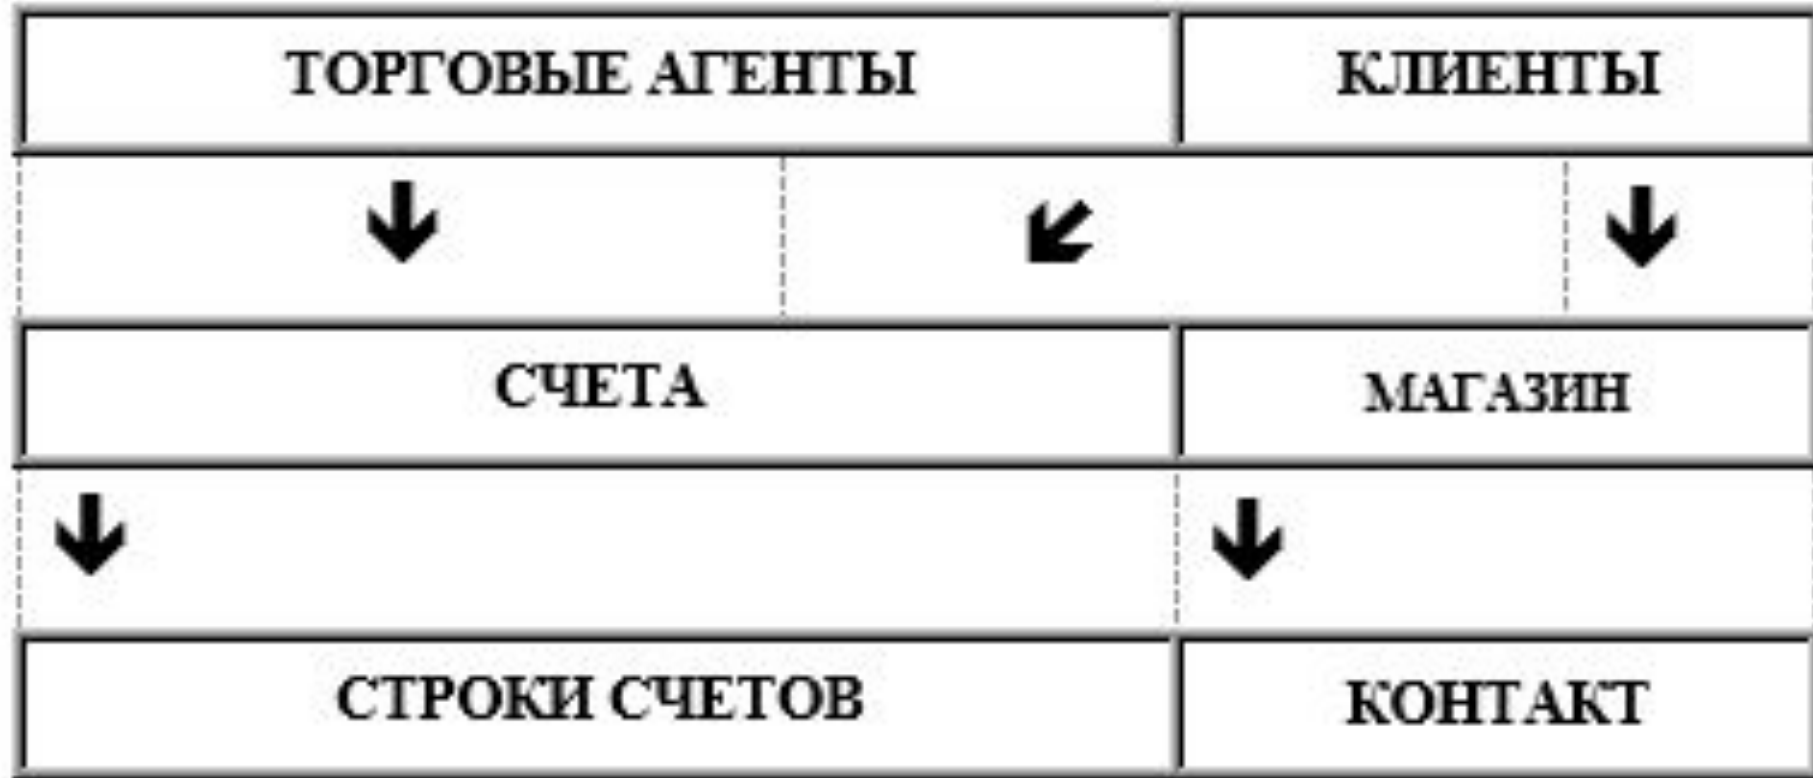 ТОРГОВЫЕ АГЕНТЫ
КЛИЕНТЫ
СЧЕТА
МАГАЗИН
СТРОКИ СЧЕТОВ
КОНТАКТ